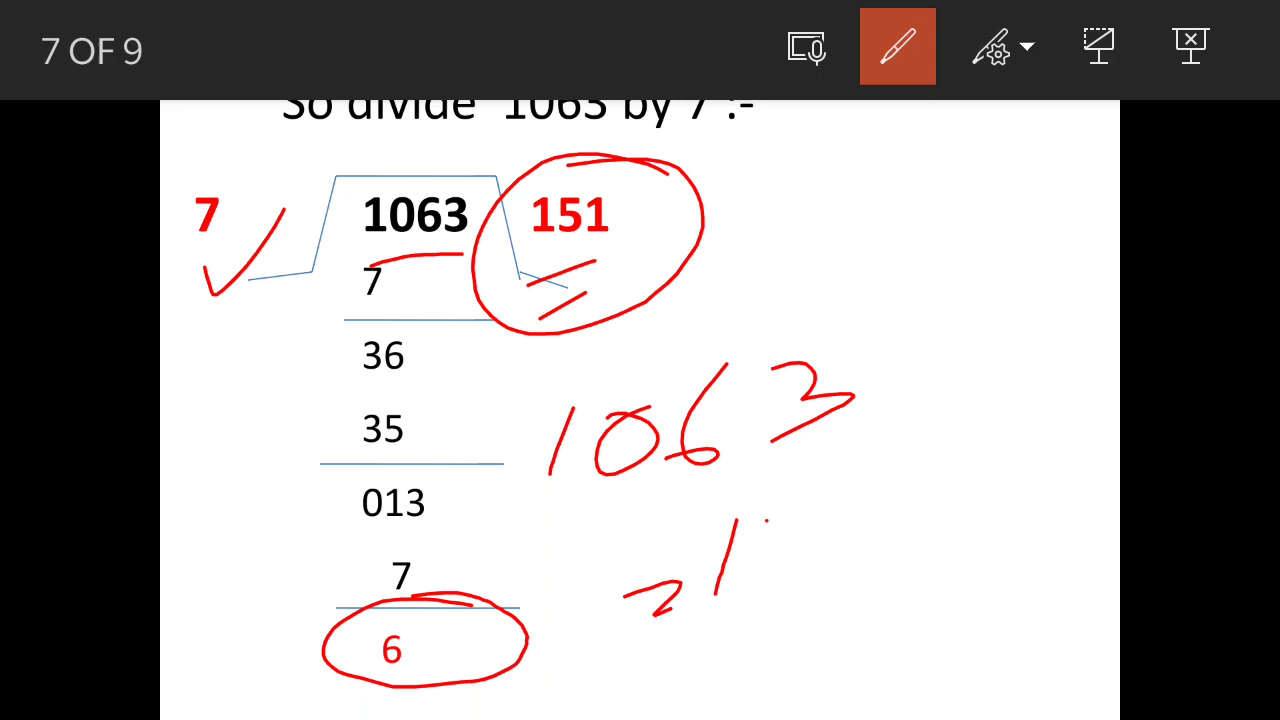 7 OF 9
So divide 1063 by 7 :-
7 1063 151
7
36
35
013
7
6
1063
21